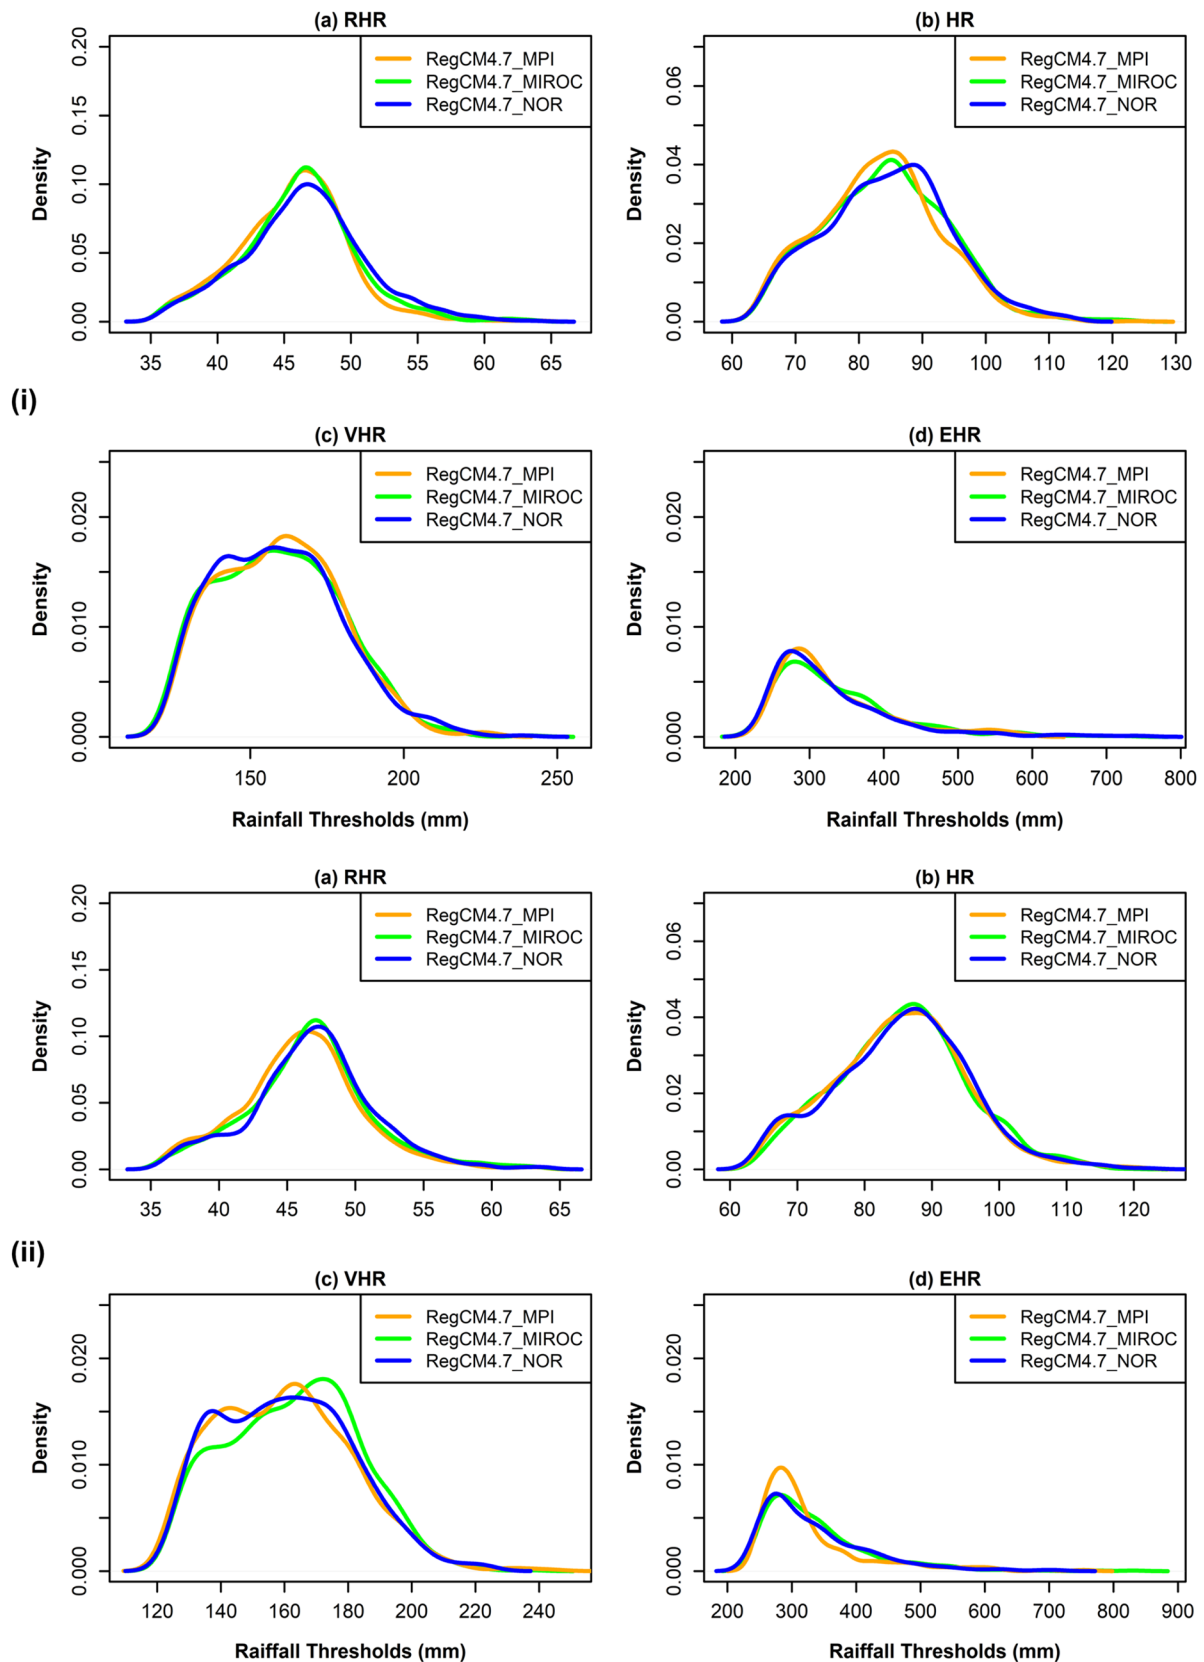 (a) RHR
RegCM4.7_MPI
RegCM4.7_MIROC
RegCM4.7_NOR
Density
0.00 0.05 0.10 0.15 0.20
35 40 45 50 55 60 65
(b) HR
RegCM4.7_MPI
RegCM4.7_MIROC
RegCM4.7_NOR
Density
0.00 0.02 0.04 0.06
60 70 80 90 100 110 120 130
(i)
(c) VHR
RegCM4.7_MPI
RegCM4.7_MIROC
RegCM4.7_NOR
Density
0.000 0.010 0.020
150 200 250
Rainfall Thresholds (mm)
(d) EHR
RegCM4.7_MPI
RegCM4.7_MIROC
RegCM4.7_NOR
Density
0.000 0.010 0.020
200 300 400 500 600 700 800
Rainfall Thresholds (mm)
(a) RHR
RegCM4.7_MPI
RegCM4.7_MIROC
RegCM4.7_NOR
Density
0.00 0.05 0.10 0.20
35 40 45 50 55 60 65
(b) HR
RegCM4.7_MPI
RegCM4.7_MIROC
RegCM4.7_NOR
Density
0.00 0.02 0.04 0.06
60 70 80 90 100 120
(ii)
(c) VHR
RegCM4.7_MPI
RegCM4.7_MIROC
RegCM4.7_NOR
Density
0.000 0.010 0.020
120 140 160 180 200 220 240
Raiffall Thresholds (mm)
(d) EHR
RegCM4.7_MPI
RegCM4.7_MIROC
RegCM4.7_NOR
Density
0.000 0.010 0.020
200 300 400 500 600 700 800 900
Raiffall Thresholds (mm)